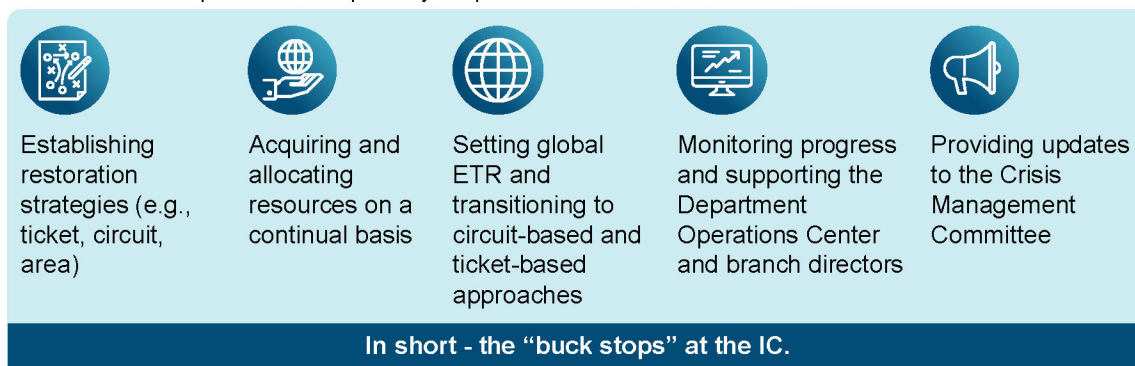 Establishing
restoration
strategies (e.g.,
ticket, circuit,
area)
Acquiring and
allocating
resources on a
continual basis
Setting global
ETR and
transitioning to
circuit-based and
ticket-based
approaches
Monitoring progress
and supporting the
Department
Operations Center
and branch directors
Providing updates
to the Crisis
Management
Committee
In short - the “buck stops” at the IC.